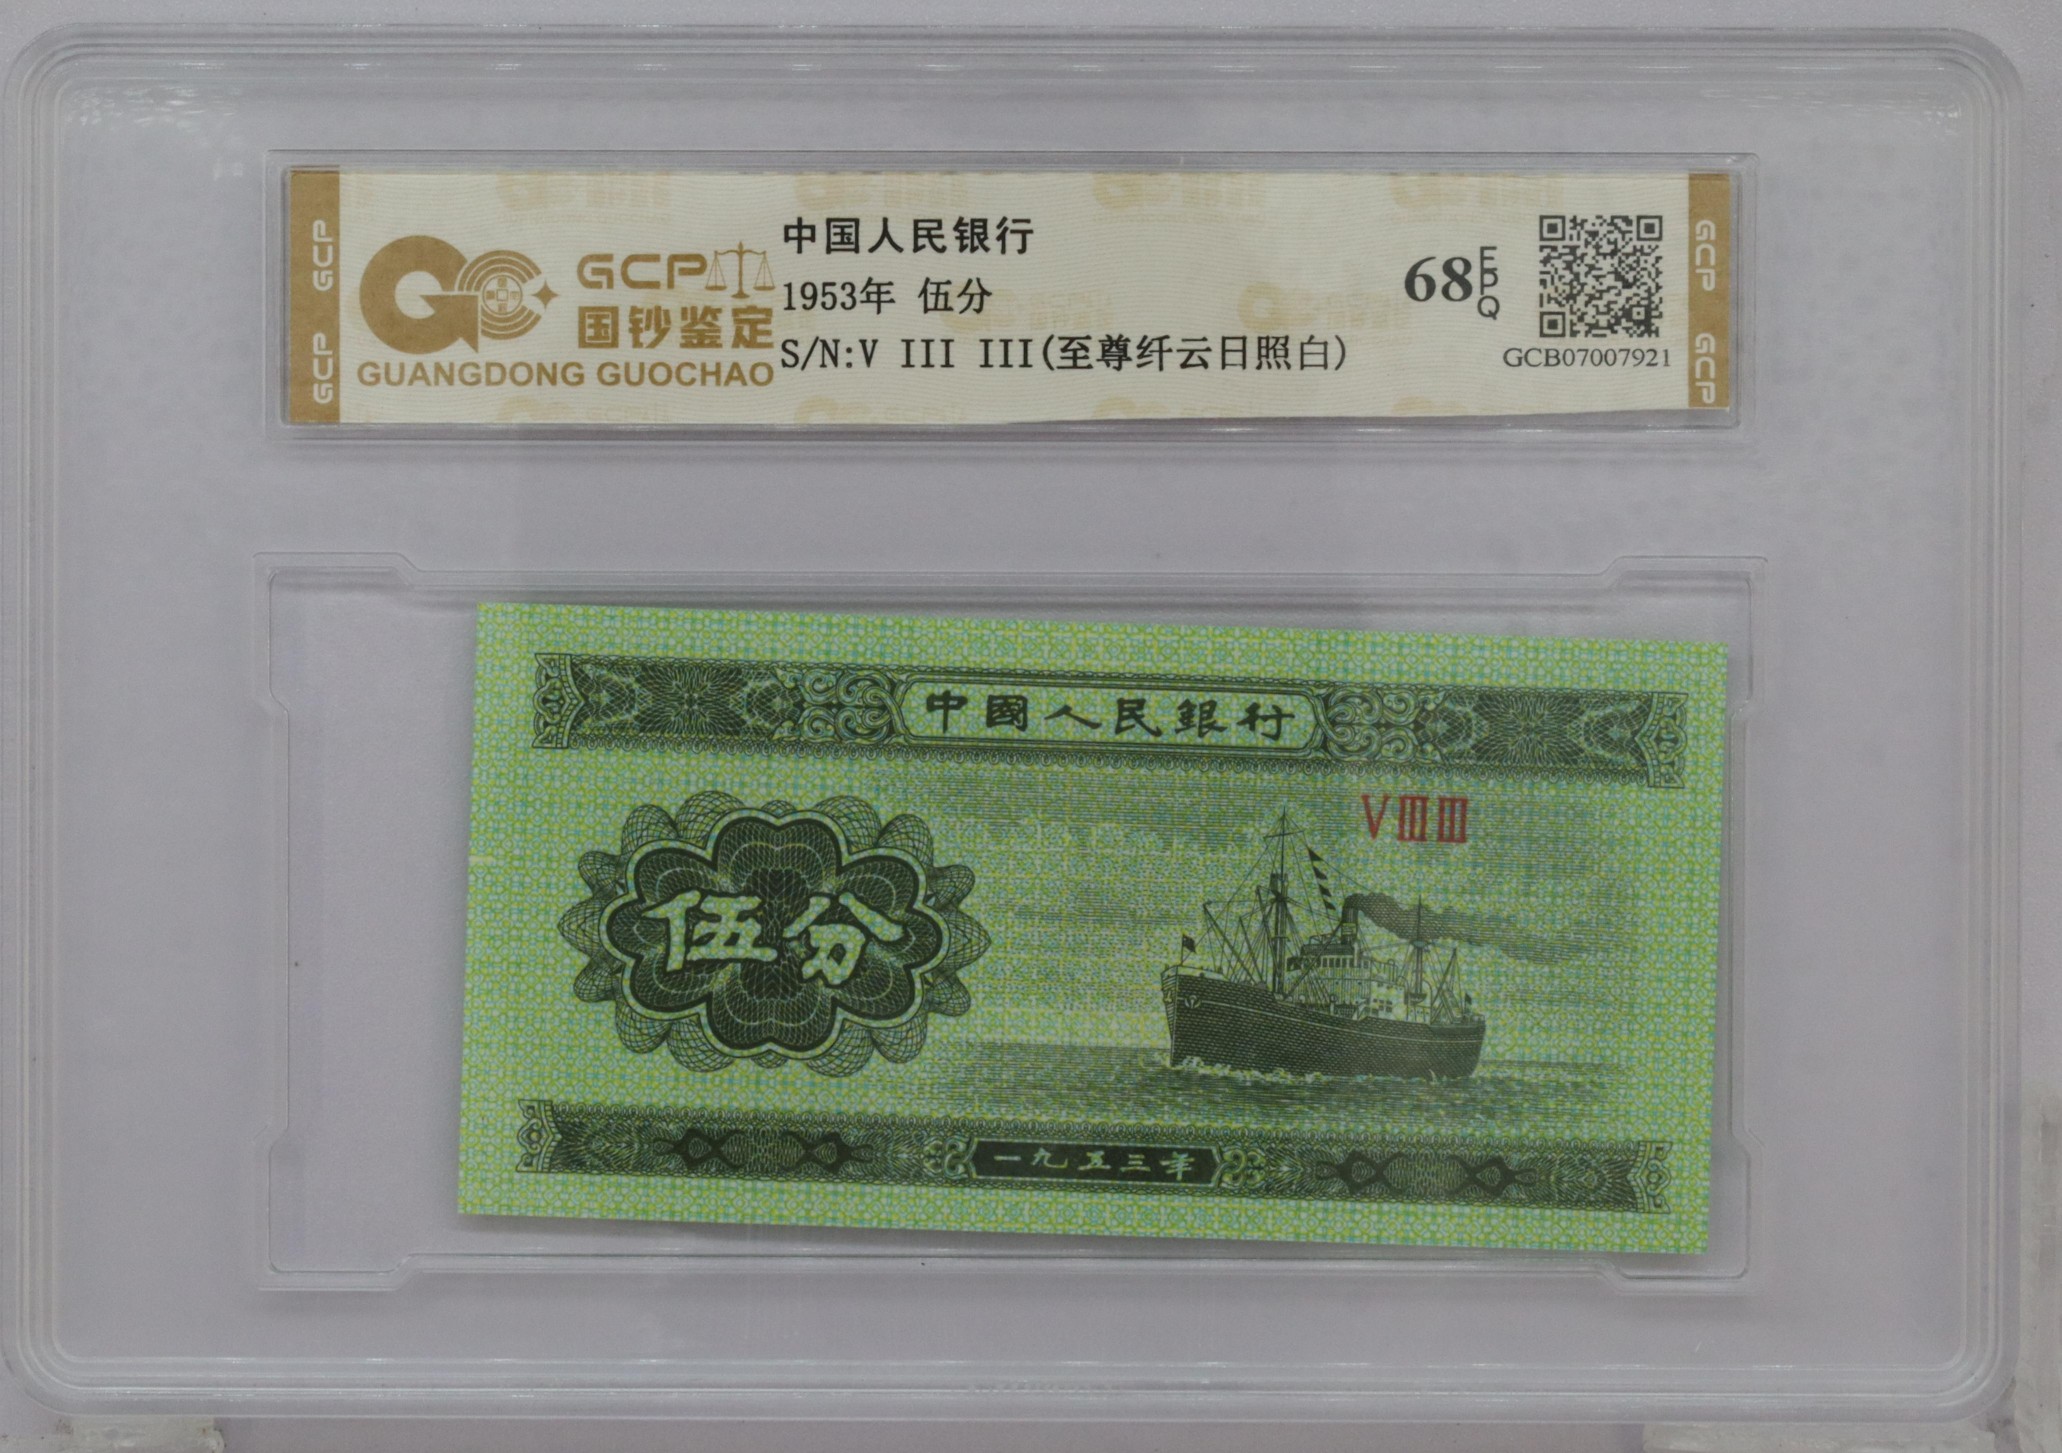 GCP
GCP
GCP
国钞鉴定
GUANGDONG GUOCHAO
中国人民银行
1953年 伍分
S/N:V III III(至尊纤云日照白)
68 EPQ
GCB07007921
GCP
GCP
中國人民銀行
VⅢⅢ
伍分
一九五三年